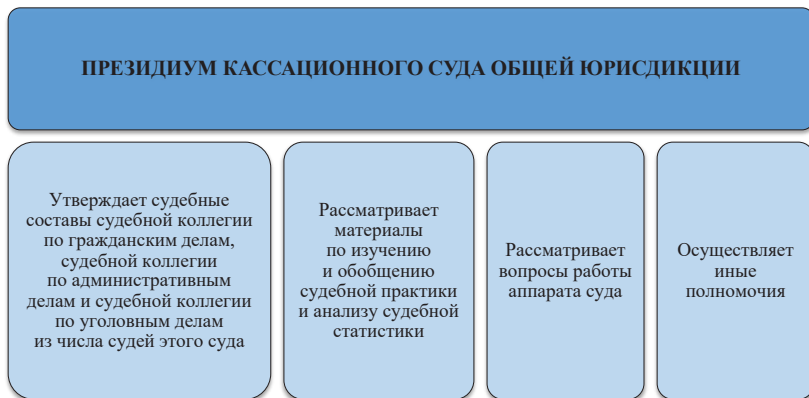 ПРЕЗИДИУМ КАССАЦИОННОГО СУДА ОБЩЕЙ ЮРИСДИКЦИИ
Утверждает судебные
составы судебной коллегии
по гражданским делам,
судебной коллегии
по административным
делам и судебной коллегии
по уголовным делам
из числа судей этого суда
Рассматривает
материалы
по изучению
и обобщению
судебной практики
и анализу судебной
статистики
Рассматривает
вопросы работы
аппарата суда
Осуществляет
иные
полномочия